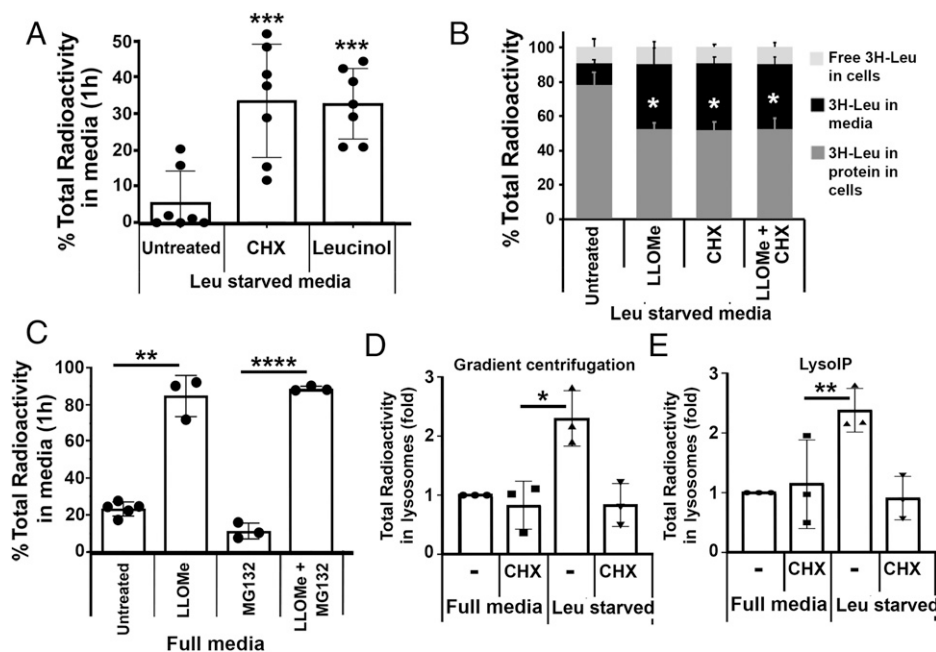 A
% Total Radioactivity
in media (1h)
50
40
30
20
10
0
***
***
Untreated
CHX
Leucinol
Leu starved media
B
% Total Radioactivity
100
80
60
40
20
0
*
*
*
Untreated
LLOMe
CHX
LLOMe +
CHX
Leu starved media
Free 3H-Leu
in cells
3H-Leu in
media
3H-Leu in
protein in
cells
C
% Total Radioactivity
in media (1h)
100
80
60
40
20
0
**
****
Untreated
LLOMe
MG132
LLOMe +
MG132
Full media
D
Gradient centrifugation
Total Radioactivity
in lysosomes (fold)
3
2
1
0
*
-
CHX
-
CHX
Full media
Leu starved
E
LysoIP
Total Radioactivity
in lysosomes (fold)
3
2
1
0
**
-
CHX
-
CHX
Full media
Leu starved